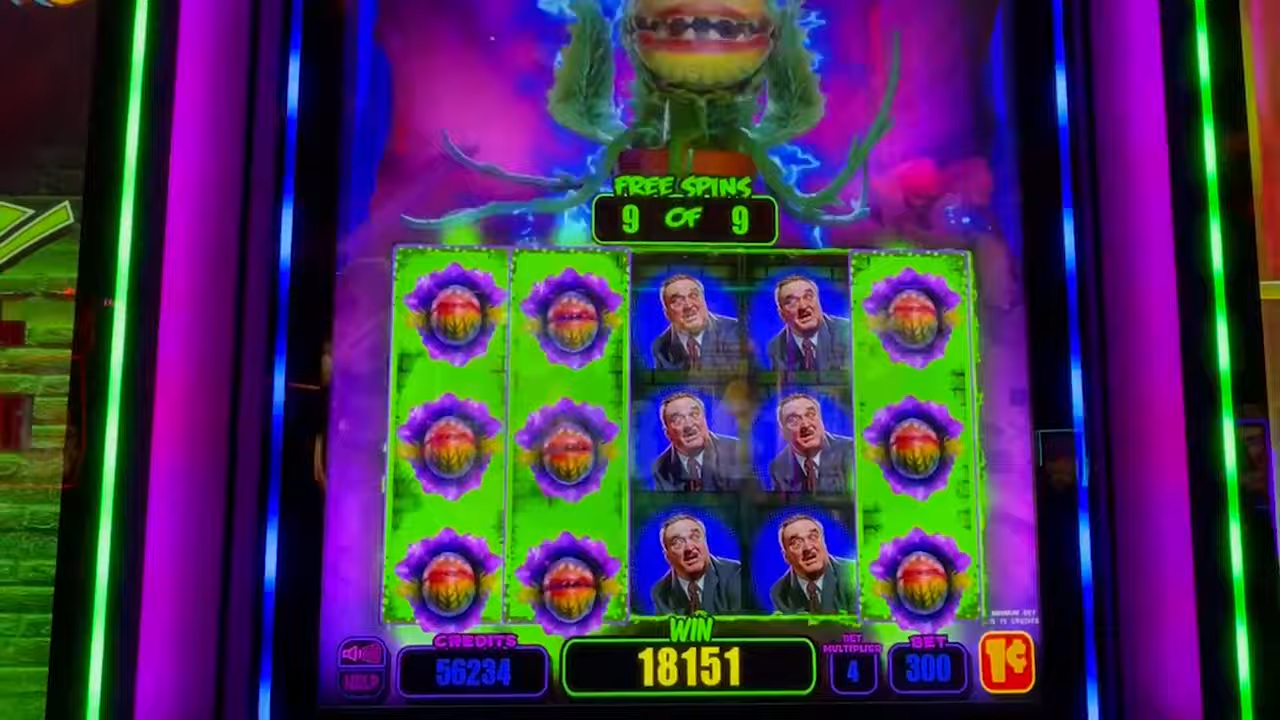 FREE SPINS
9 OF 9
WIN
CREDITS
BET MULTIPLIER
BET
56234
18151
4
300
1¢
HELP